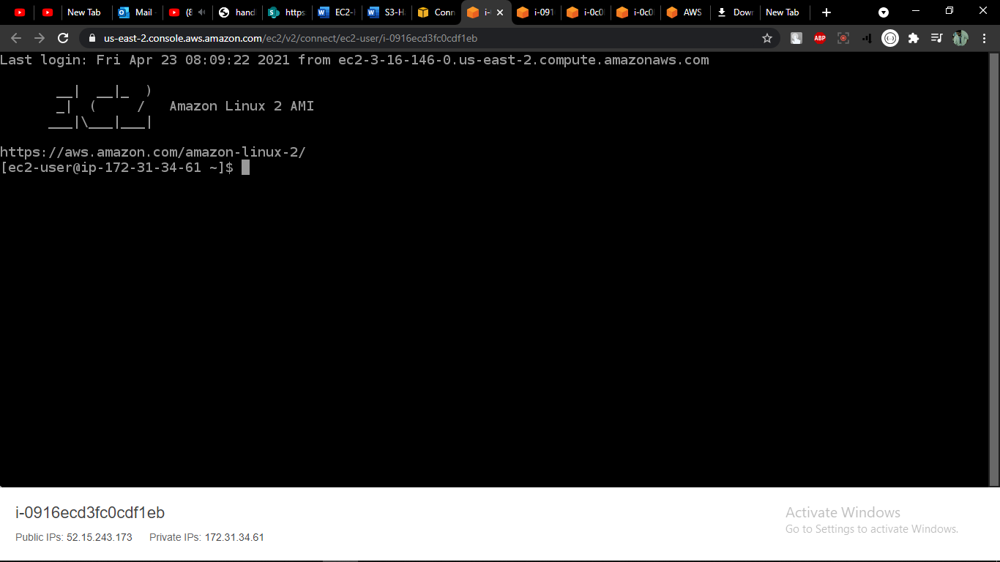 New Tab
Mail
(8
hand
https
EC2-
S3-H
Conn
i-
i-091
i-0c0
i-0c0
AWS
Down
New Tab
us-east-2.console.aws.amazon.com/ec2/v2/connect/ec2-user/i-0916ecd3fc0cdf1eb
ABP
Last login: Fri Apr 23 08:09:22 2021 from ec2-3-16-146-0.us-east-2.compute.amazonaws.com
__|  __|_  )
_|  (     /   Amazon Linux 2 AMI
___|\___|___|
https://aws.amazon.com/amazon-linux-2/
[ec2-user@ip-172-31-34-61 ~]$
i-0916ecd3fc0cdf1eb
Public IPs: 52.15.243.173 Private IPs: 172.31.34.61
Activate Windows
Go to Settings to activate Windows.